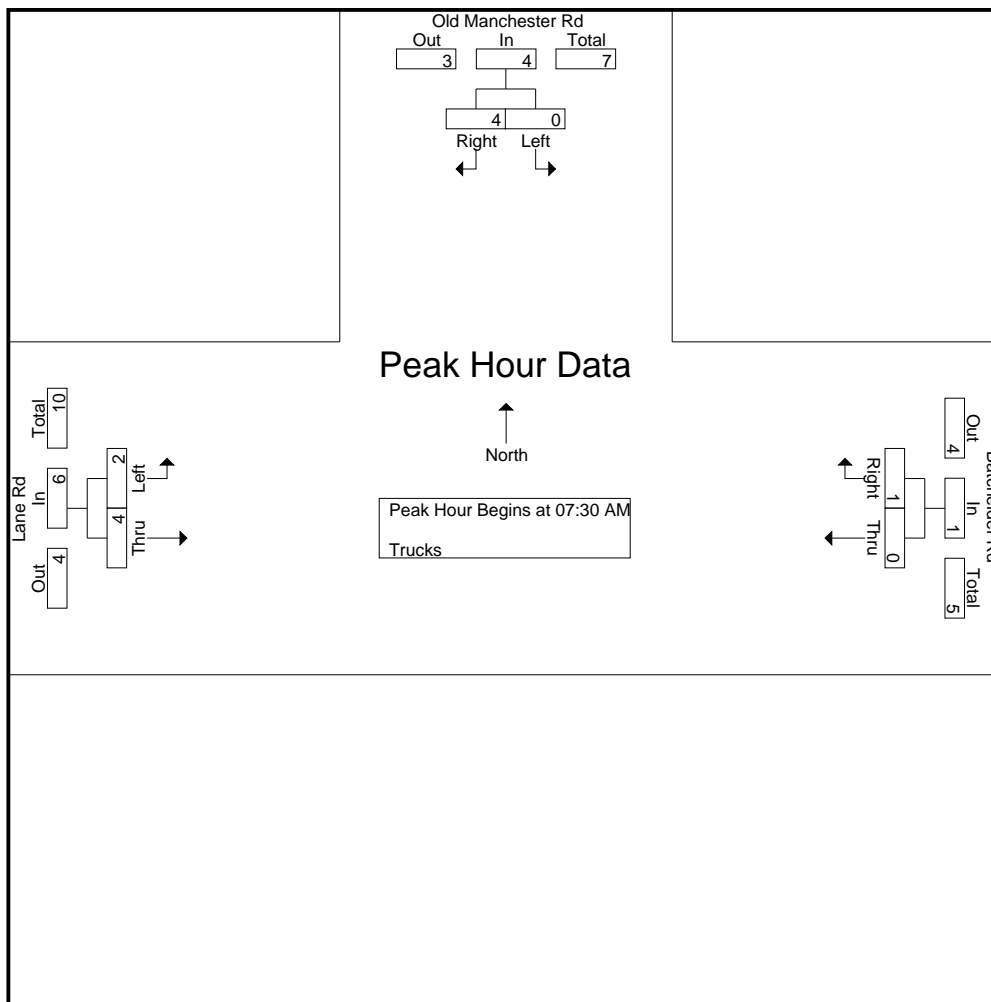 Old Manchester Rd
Out In Total
3 4 7
4 0
Right Left
Peak Hour Data
North
Peak Hour Begins at 07:30 AM
Trucks
Lane Rd
Out In Total
4 6 10
2 4
Left Thru
Out In Total
4 1 5
Right Thru
1 0
Rd